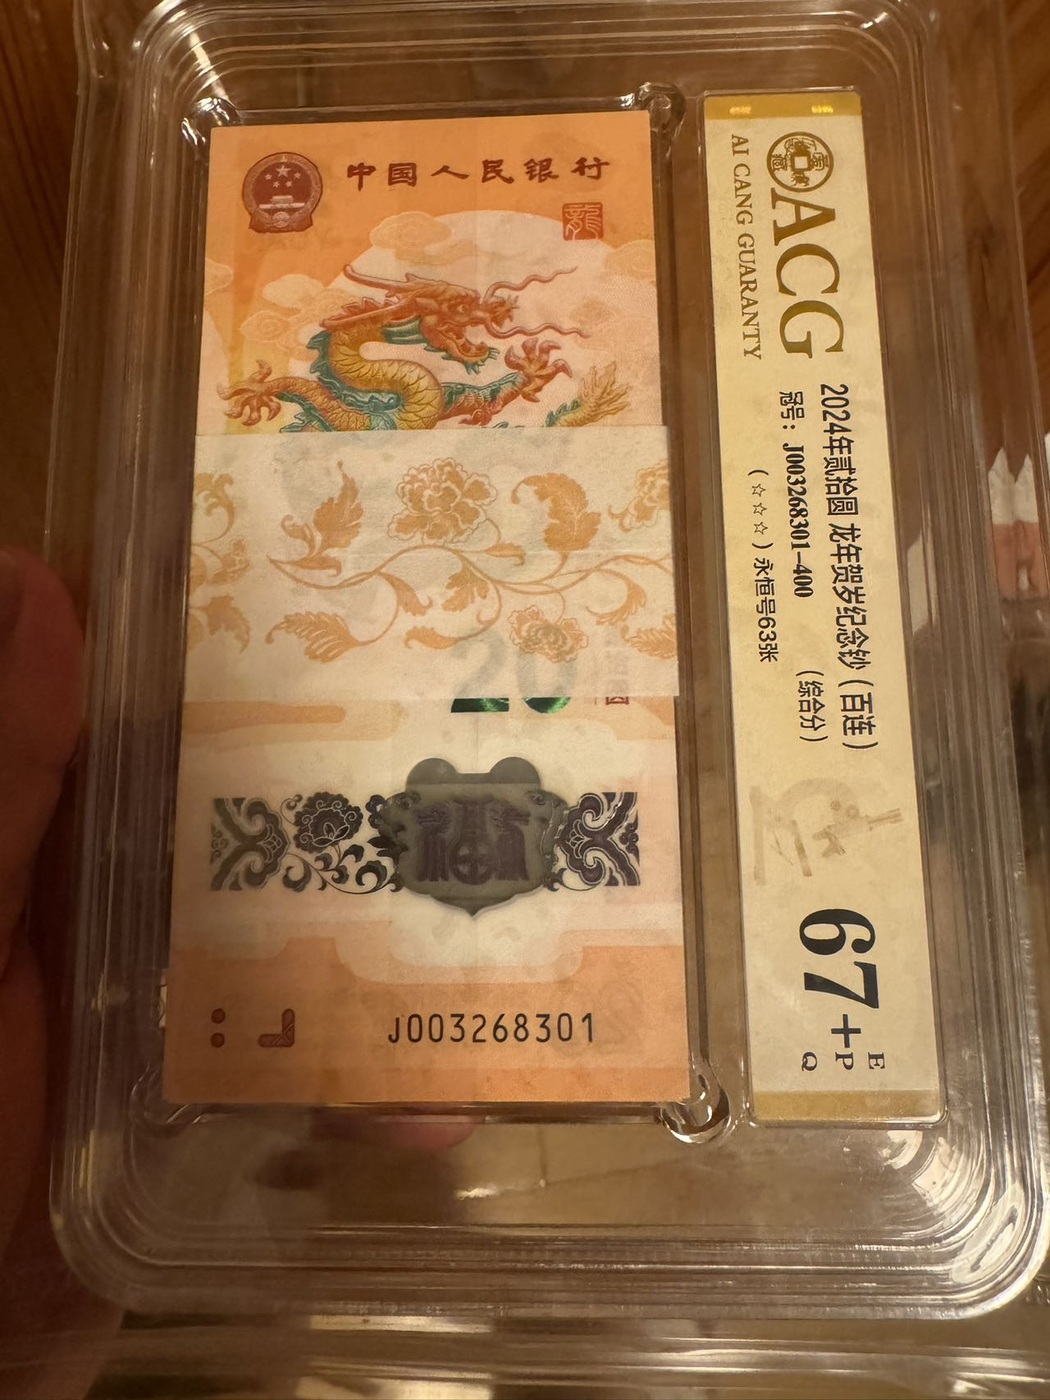 中国人民银行
龍
20
J003268301
ACG
AI CANG GUARANTY
2024年贰拾圆 龙年贺岁纪念钞（百连）
冠号：J003268301-400 （综合分）
（☆☆☆）永恒号63张
67+
E
P
Q